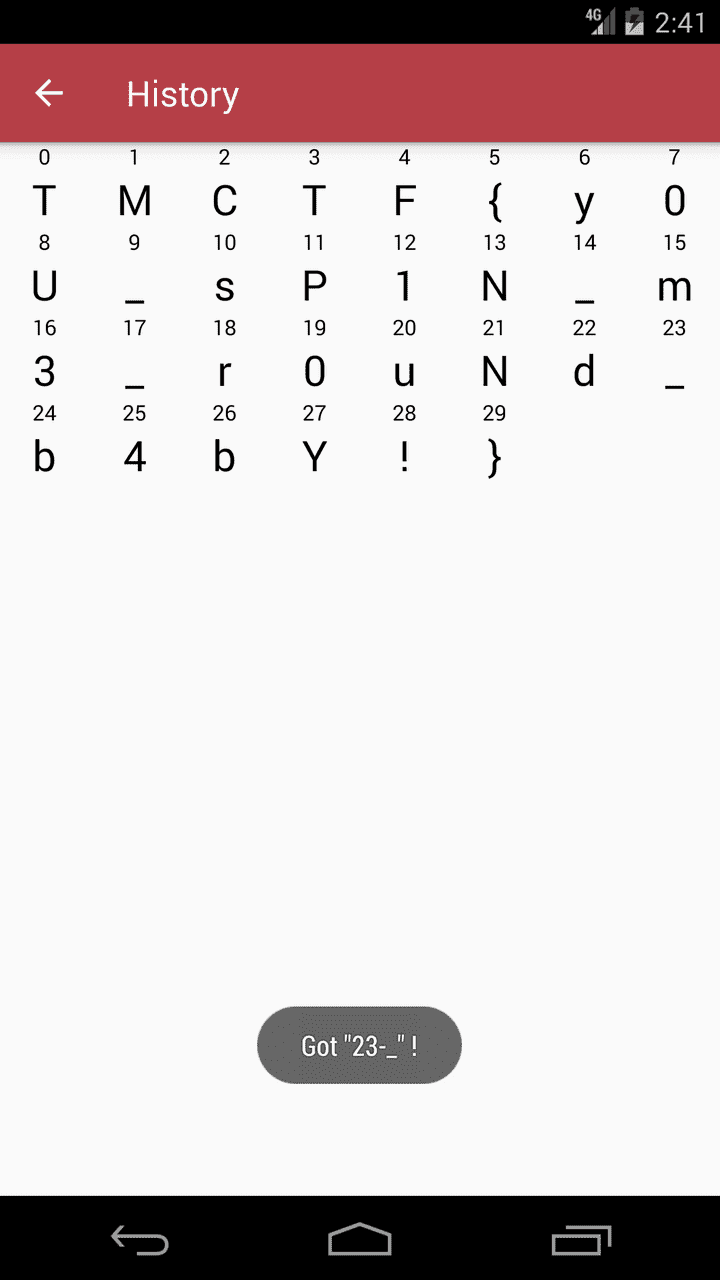 4G 2:41
History
0 1 2 3 4 5 6 7
T M C T F { y 0
8 9 10 11 12 13 14 15
U _ s P 1 N _ m
16 17 18 19 20 21 22 23
3 _ r 0 u N d _
24 25 26 27 28 29
b 4 b Y ! }
Got "23-_" !